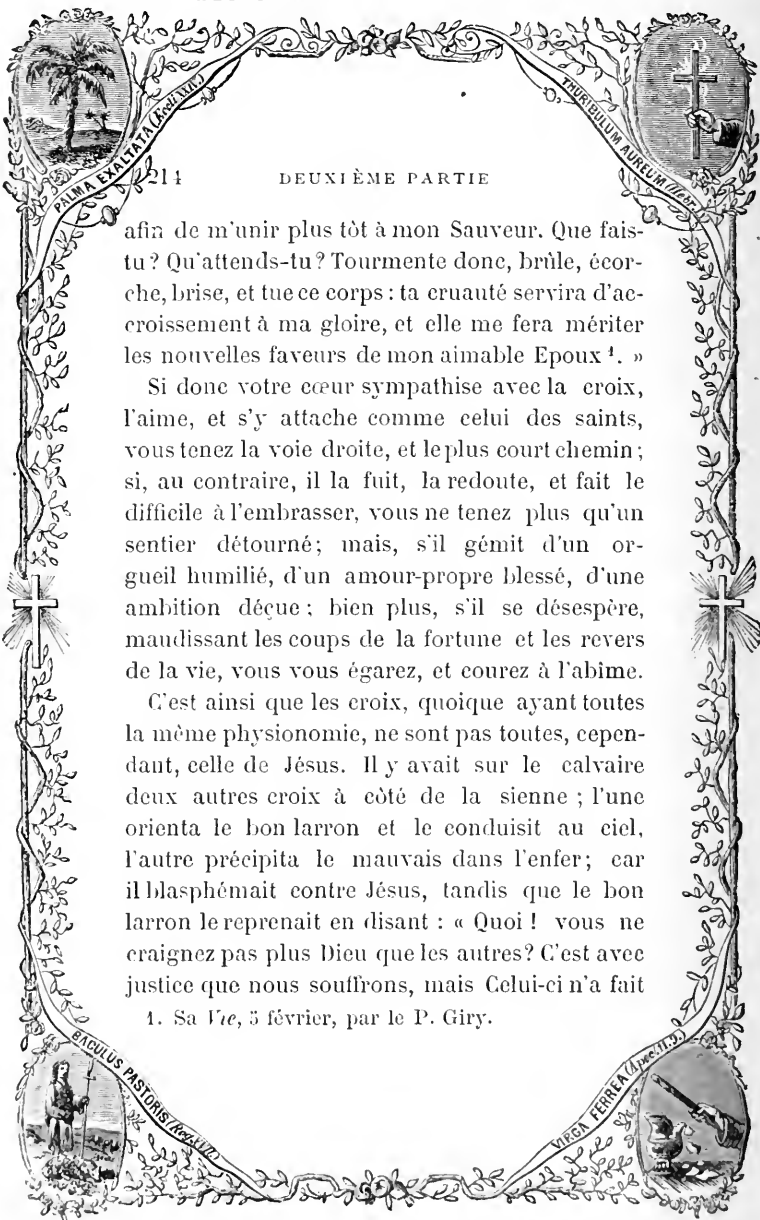 PALMA EXALTATA (Eccli. XXIV.)
THURIBULUM AUREUM (Hebr.
214 DEUXIÈME PARTIE
afin de m'unir plus tôt à mon Sauveur. Que fais-
tu? Qu'attends-tu? Tourmente donc, brûle, écor-
che, brise, et tue ce corps : ta cruauté servira d'ac-
croissement à ma gloire, et elle me fera mériter
les nouvelles faveurs de mon aimable Epoux 1. »
Si donc votre cœur sympathise avec la croix,
l'aime, et s'y attache comme celui des saints,
vous tenez la voie droite, et le plus court chemin ;
si, au contraire, il la fuit, la redoute, et fait le
difficile à l'embrasser, vous ne tenez plus qu'un
sentier détourné; mais, s'il gémit d'un or-
gueil humilié, d'un amour-propre blessé, d'une
ambition déçue ; bien plus, s'il se désespère,
maudissant les coups de la fortune et les revers
de la vie, vous vous égarez, et courez à l'abîme.
C'est ainsi que les croix, quoique ayant toutes
la même physionomie, ne sont pas toutes, cepen-
dant, celle de Jésus. Il y avait sur le calvaire
deux autres croix à côté de la sienne ; l'une
orienta le bon larron et le conduisit au ciel,
l'autre précipita le mauvais dans l'enfer; car
il blasphémait contre Jésus, tandis que le bon
larron le reprenait en disant : « Quoi ! vous ne
craignez pas plus Dieu que les autres? C'est avec
justice que nous souffrons, mais Celui-ci n'a fait
1. Sa Vie, 5 février, par le P. Giry.
BACULUS PASTORIS
VIRGA FERREA (Apoc. II.)